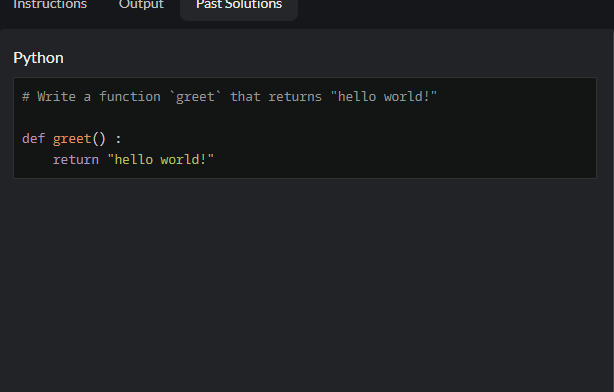 Instructions Output Past Solutions
Python
# Write a function `greet` that returns "hello world!"
def greet() :
    return "hello world!"